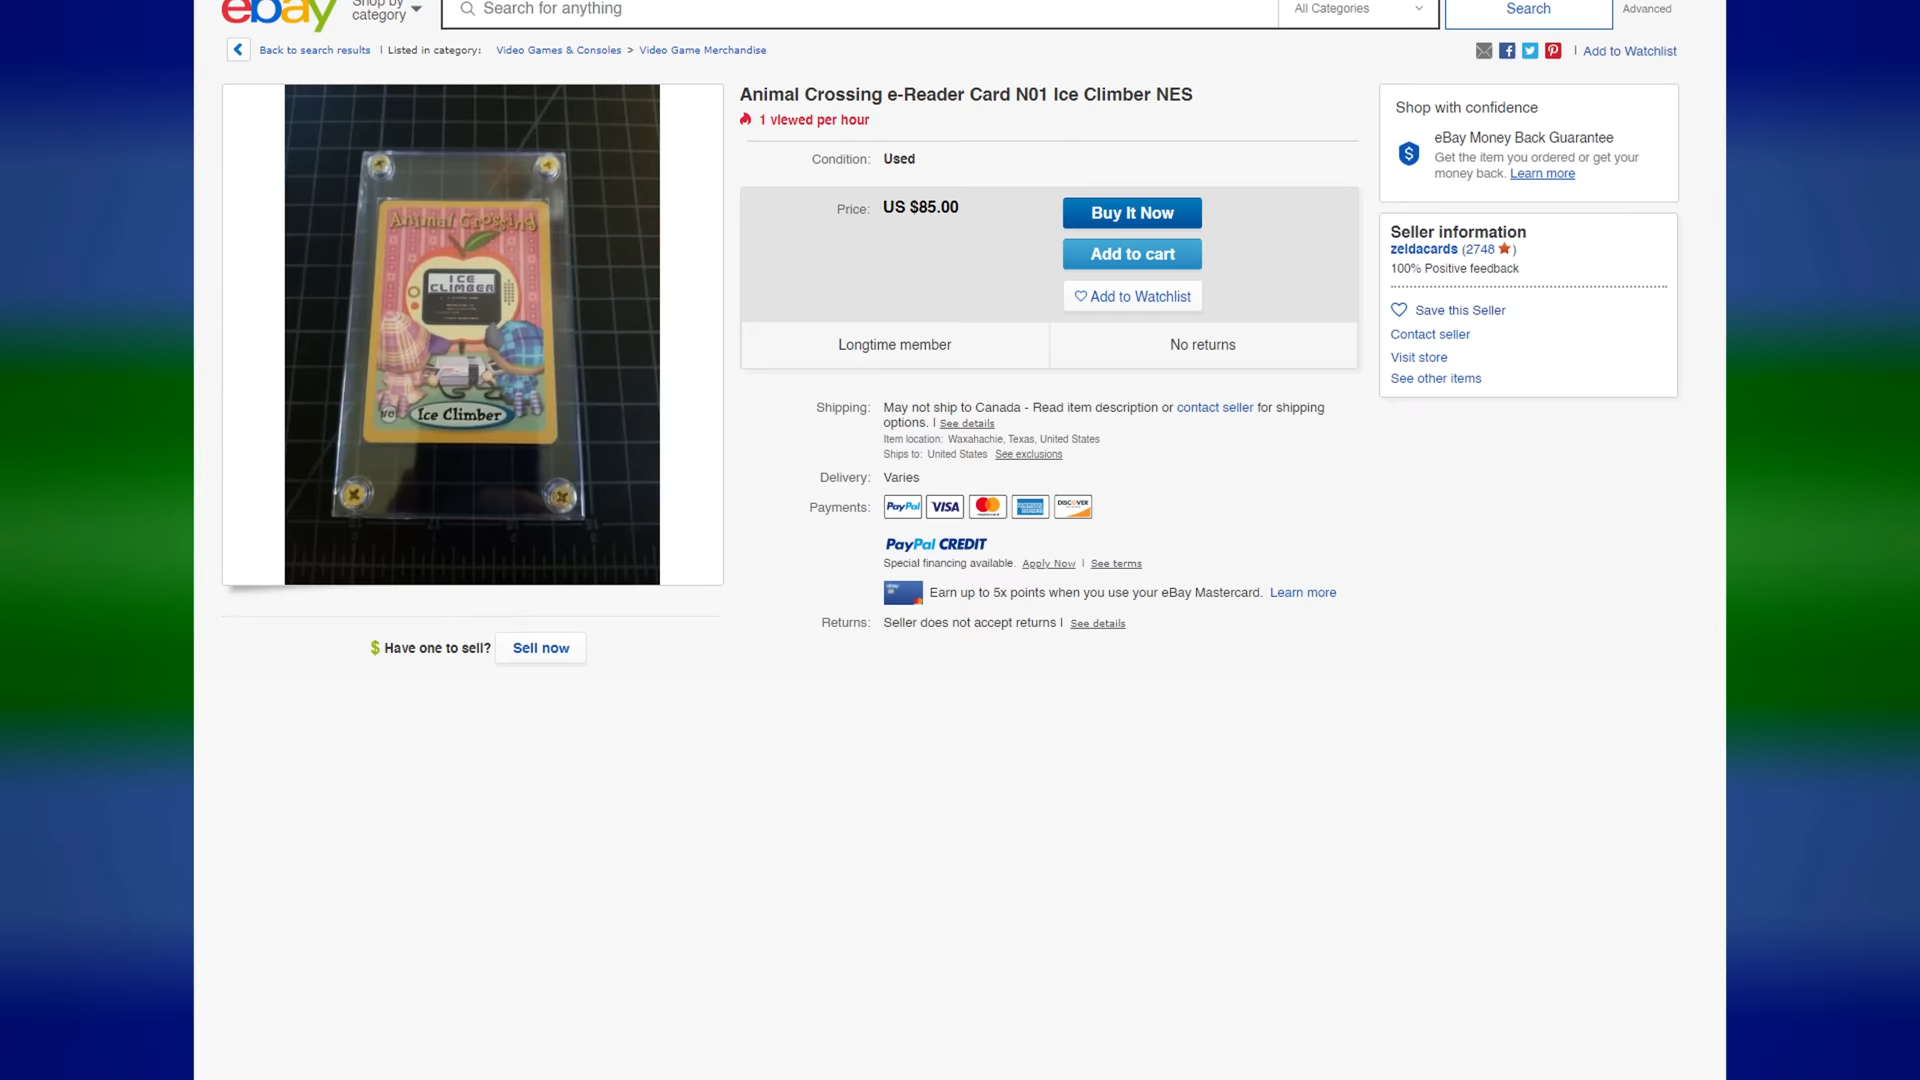 ebay
Shop by
category
Search for anything
All Categories
Search
Advanced
Back to search results | Listed in category: Video Games & Consoles > Video Game Merchandise
| Add to Watchlist
Animal Crossing
ICE
CLIMBER
N01
Ice Climber
$ Have one to sell? Sell now
Animal Crossing e-Reader Card N01 Ice Climber NES
1 viewed per hour
Condition: Used
Price: US $85.00
Buy It Now
Add to cart
Add to Watchlist
Longtime member
No returns
Shipping: May not ship to Canada - Read item description or contact seller for shipping
options. | See details
Item location: Waxahachie, Texas, United States
Ships to: United States See exclusions
Delivery: Varies
Payments: PayPal VISA DISCOVER
PayPal CREDIT
Special financing available. Apply Now | See terms
Earn up to 5x points when you use your eBay Mastercard. Learn more
Returns: Seller does not accept returns | See details
Shop with confidence
eBay Money Back Guarantee
Get the item you ordered or get your
money back. Learn more
Seller information
zeldacards (2748 )
100% Positive feedback
Save this Seller
Contact seller
Visit store
See other items